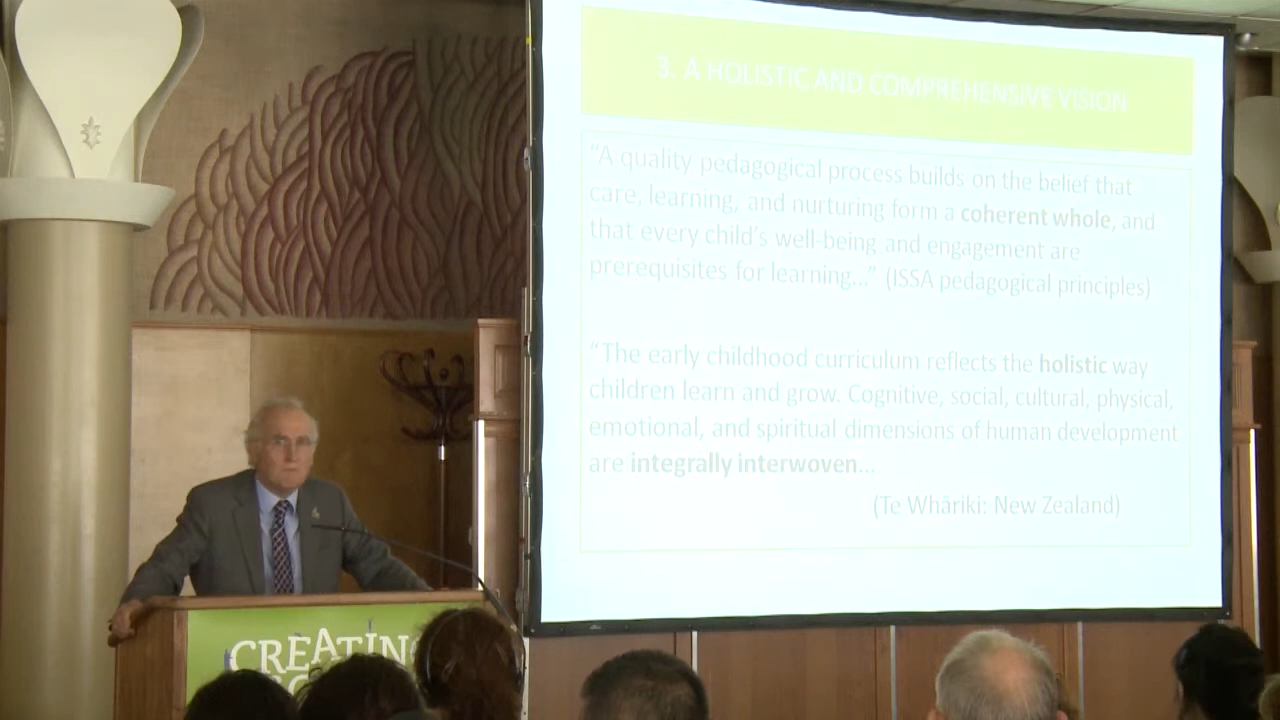 3. A HOLISTIC AND COMPREHENSIVE VISION
“A quality pedagogical process builds on the belief that
care, learning, and nurturing form a coherent whole, and
that every child’s well-being and engagement are
prerequisites for learning...” (ISSA pedagogical principles)
“The early childhood curriculum reflects the holistic way
children learn and grow. Cognitive, social, cultural, physical,
emotional, and spiritual dimensions of human development
are integrally interwoven...
(Te Whāriki: New Zealand)
CREATING